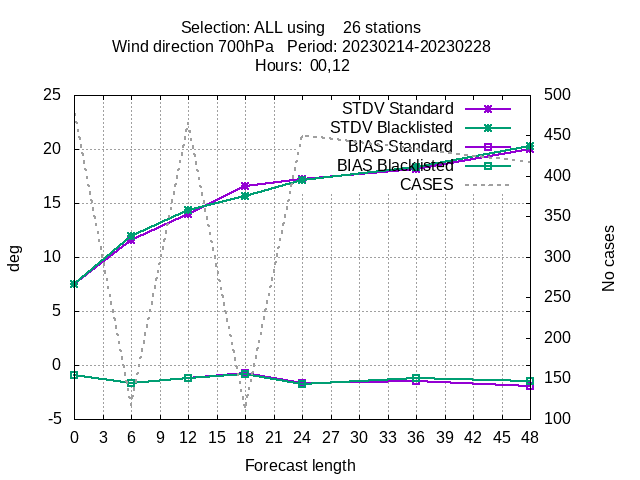 Selection: ALL using    26 stations
Wind direction 700hPa   Period: 20230214-20230228
Hours:  00,12
STDV Standard
STDV Blacklisted
BIAS Standard
BIAS Blacklisted
CASES
25
20
15
10
5
0
-5
deg
500
450
400
350
300
250
200
150
100
No cases
0 3 6 9 12 15 18 21 24 27 30 33 36 39 42 45 48
Forecast length